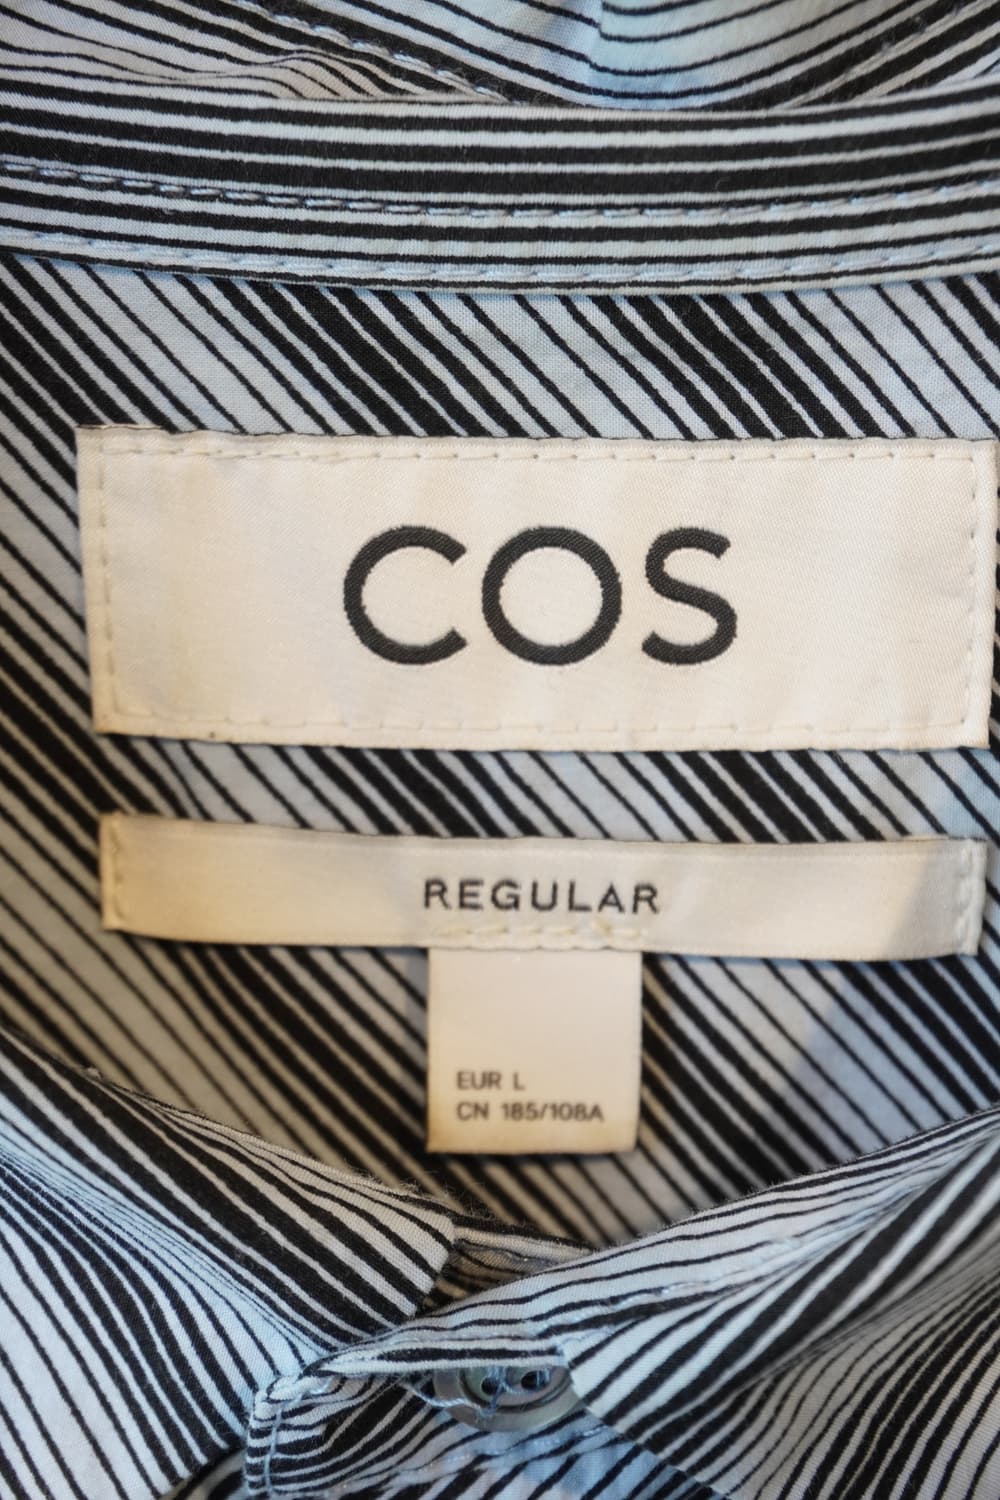 COS
REGULAR
EUR L
CN 185/108A